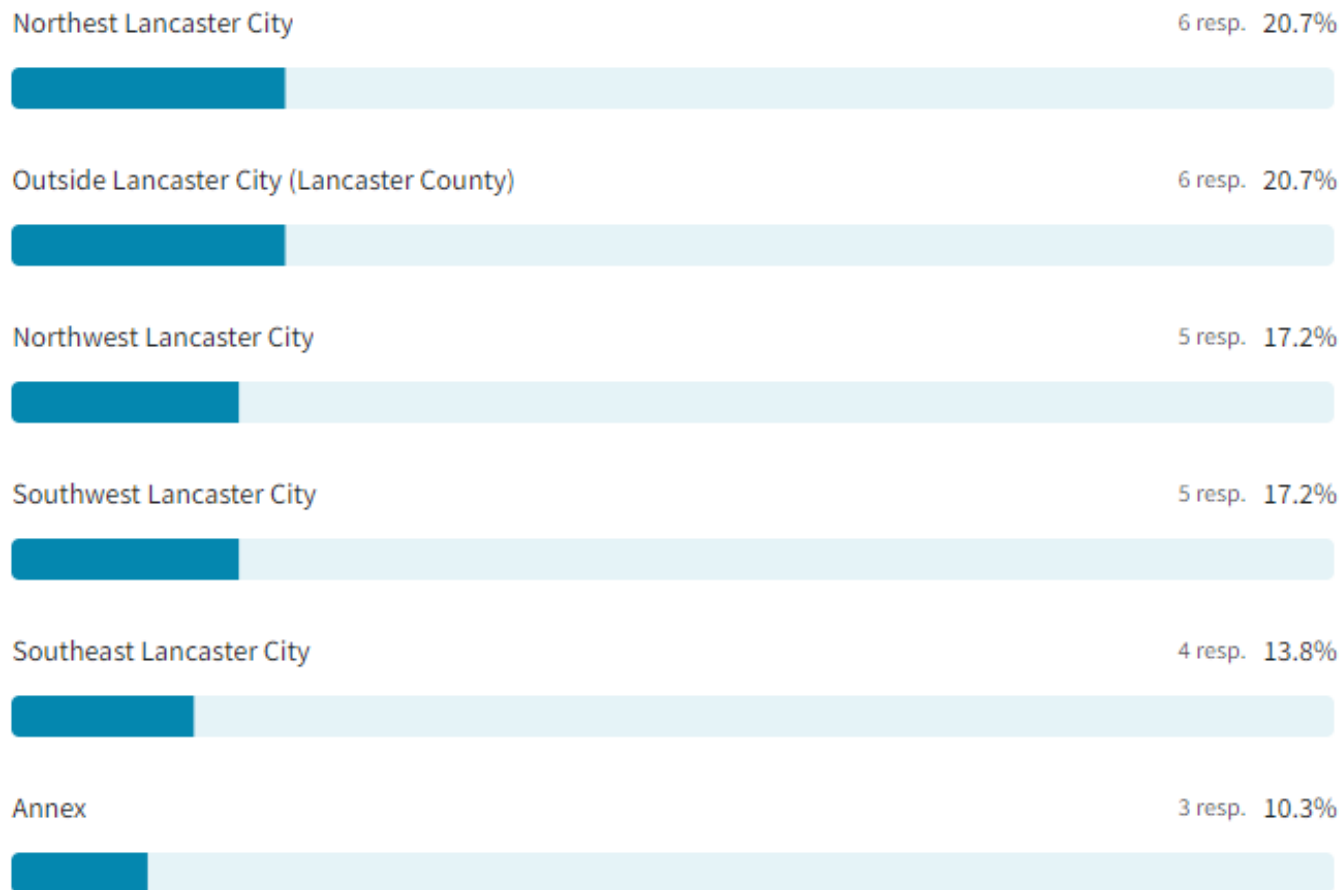 Northest Lancaster City 6 resp. 20.7%
Outside Lancaster City (Lancaster County) 6 resp. 20.7%
Northwest Lancaster City 5 resp. 17.2%
Southwest Lancaster City 5 resp. 17.2%
Southeast Lancaster City 4 resp. 13.8%
Annex 3 resp. 10.3%